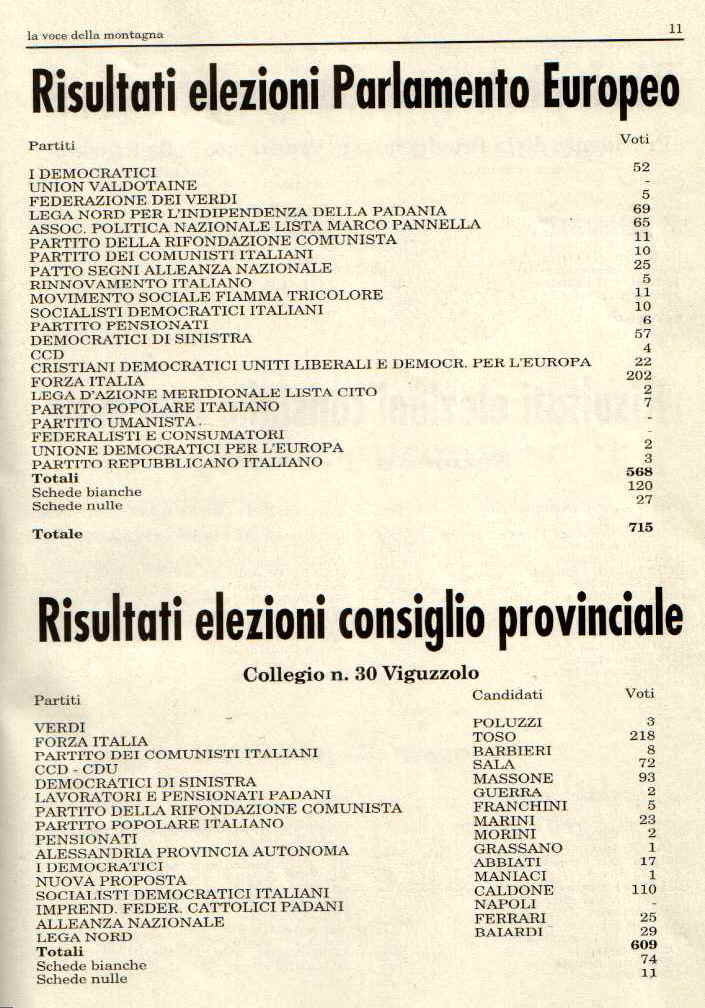 la voce della montagna 11
Risultati elezioni Parlamento Europeo
Partiti Voti
I DEMOCRATICI 52
UNION VALDOTAINE -
FEDERAZIONE DEI VERDI 5
LEGA NORD PER L'INDIPENDENZA DELLA PADANIA 69
ASSOC. POLITICA NAZIONALE LISTA MARCO PANNELLA 65
PARTITO DELLA RIFONDAZIONE COMUNISTA 11
PARTITO DEI COMUNISTI ITALIANI 10
PATTO SEGNI ALLEANZA NAZIONALE 25
RINNOVAMENTO ITALIANO 5
MOVIMENTO SOCIALE FIAMMA TRICOLORE 11
SOCIALISTI DEMOCRATICI ITALIANI 10
PARTITO PENSIONATI 6
DEMOCRATICI DI SINISTRA 57
CCD 4
CRISTIANI DEMOCRATICI UNITI LIBERALI E DEMOCR. PER L'EUROPA 22
FORZA ITALIA 202
LEGA D'AZIONE MERIDIONALE LISTA CITO 2
PARTITO POPOLARE ITALIANO 7
PARTITO UMANISTA. -
FEDERALISTI E CONSUMATORI -
UNIONE DEMOCRATICI PER L'EUROPA 2
PARTITO REPUBBLICANO ITALIANO 3
Totali 568
Schede bianche 120
Schede nulle 27
Totale 715
Risultati elezioni consiglio provinciale
Collegio n. 30 Viguzzolo
Partiti Candidati Voti
VERDI POLUZZI 3
FORZA ITALIA TOSO 218
PARTITO DEI COMUNISTI ITALIANI BARBIERI 8
CCD - CDU SALA 72
DEMOCRATICI DI SINISTRA MASSONE 93
LAVORATORI E PENSIONATI PADANI GUERRA 2
PARTITO DELLA RIFONDAZIONE COMUNISTA FRANCHINI 5
PARTITO POPOLARE ITALIANO MARINI 23
PENSIONATI MORINI 2
ALESSANDRIA PROVINCIA AUTONOMA GRASSANO 1
I DEMOCRATICI ABBIATI 17
NUOVA PROPOSTA MANIACI 1
SOCIALISTI DEMOCRATICI ITALIANI CALDONE 110
IMPREND. FEDER. CATTOLICI PADANI NAPOLI -
ALLEANZA NAZIONALE FERRARI 25
LEGA NORD BAIARDI 29
Totali 609
Schede bianche 74
Schede nulle 11